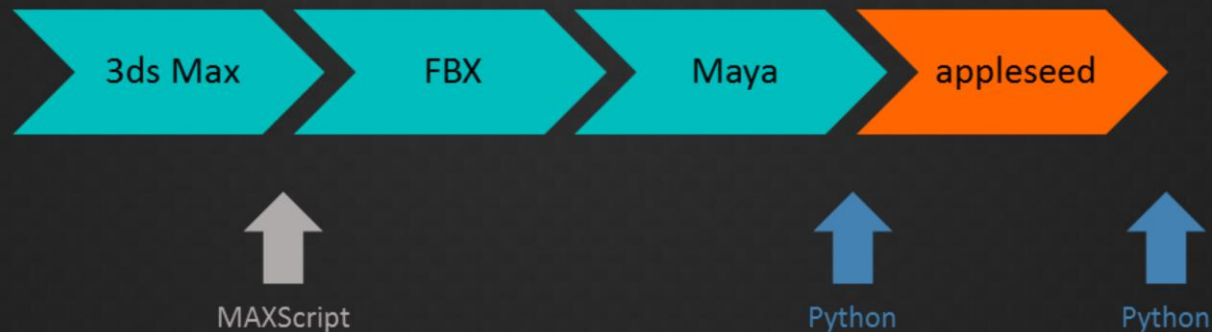 3ds Max
FBX
Maya
appleseed
MAXScript
Python
Python